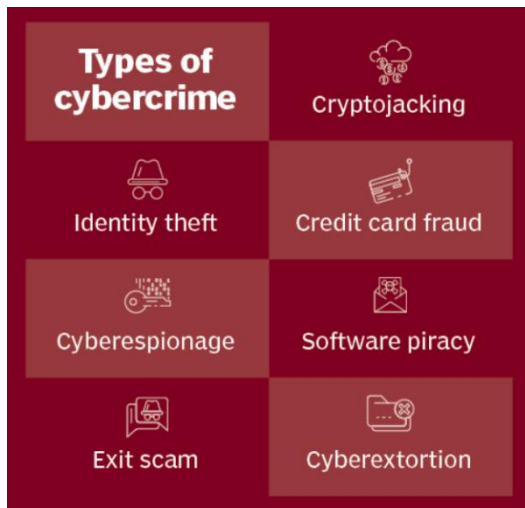 Types of
cybercrime
Cryptojacking
Identity theft
Credit card fraud
Cyberespionage
Software piracy
Exit scam
Cyberextortion